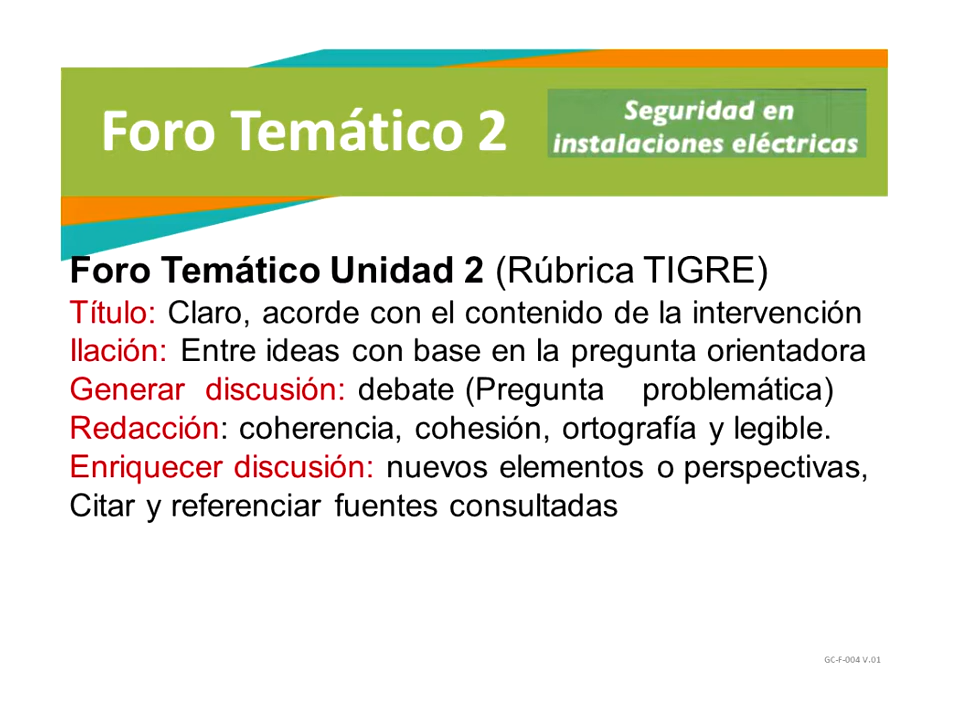 Foro Temático 2
Seguridad en
instalaciones eléctricas
Foro Temático Unidad 2 (Rúbrica TIGRE)
Título: Claro, acorde con el contenido de la intervención
Ilación: Entre ideas con base en la pregunta orientadora
Generar discusión: debate (Pregunta problemática)
Redacción: coherencia, cohesión, ortografía y legible.
Enriquecer discusión: nuevos elementos o perspectivas,
Citar y referenciar fuentes consultadas
GC-F-004 V.01